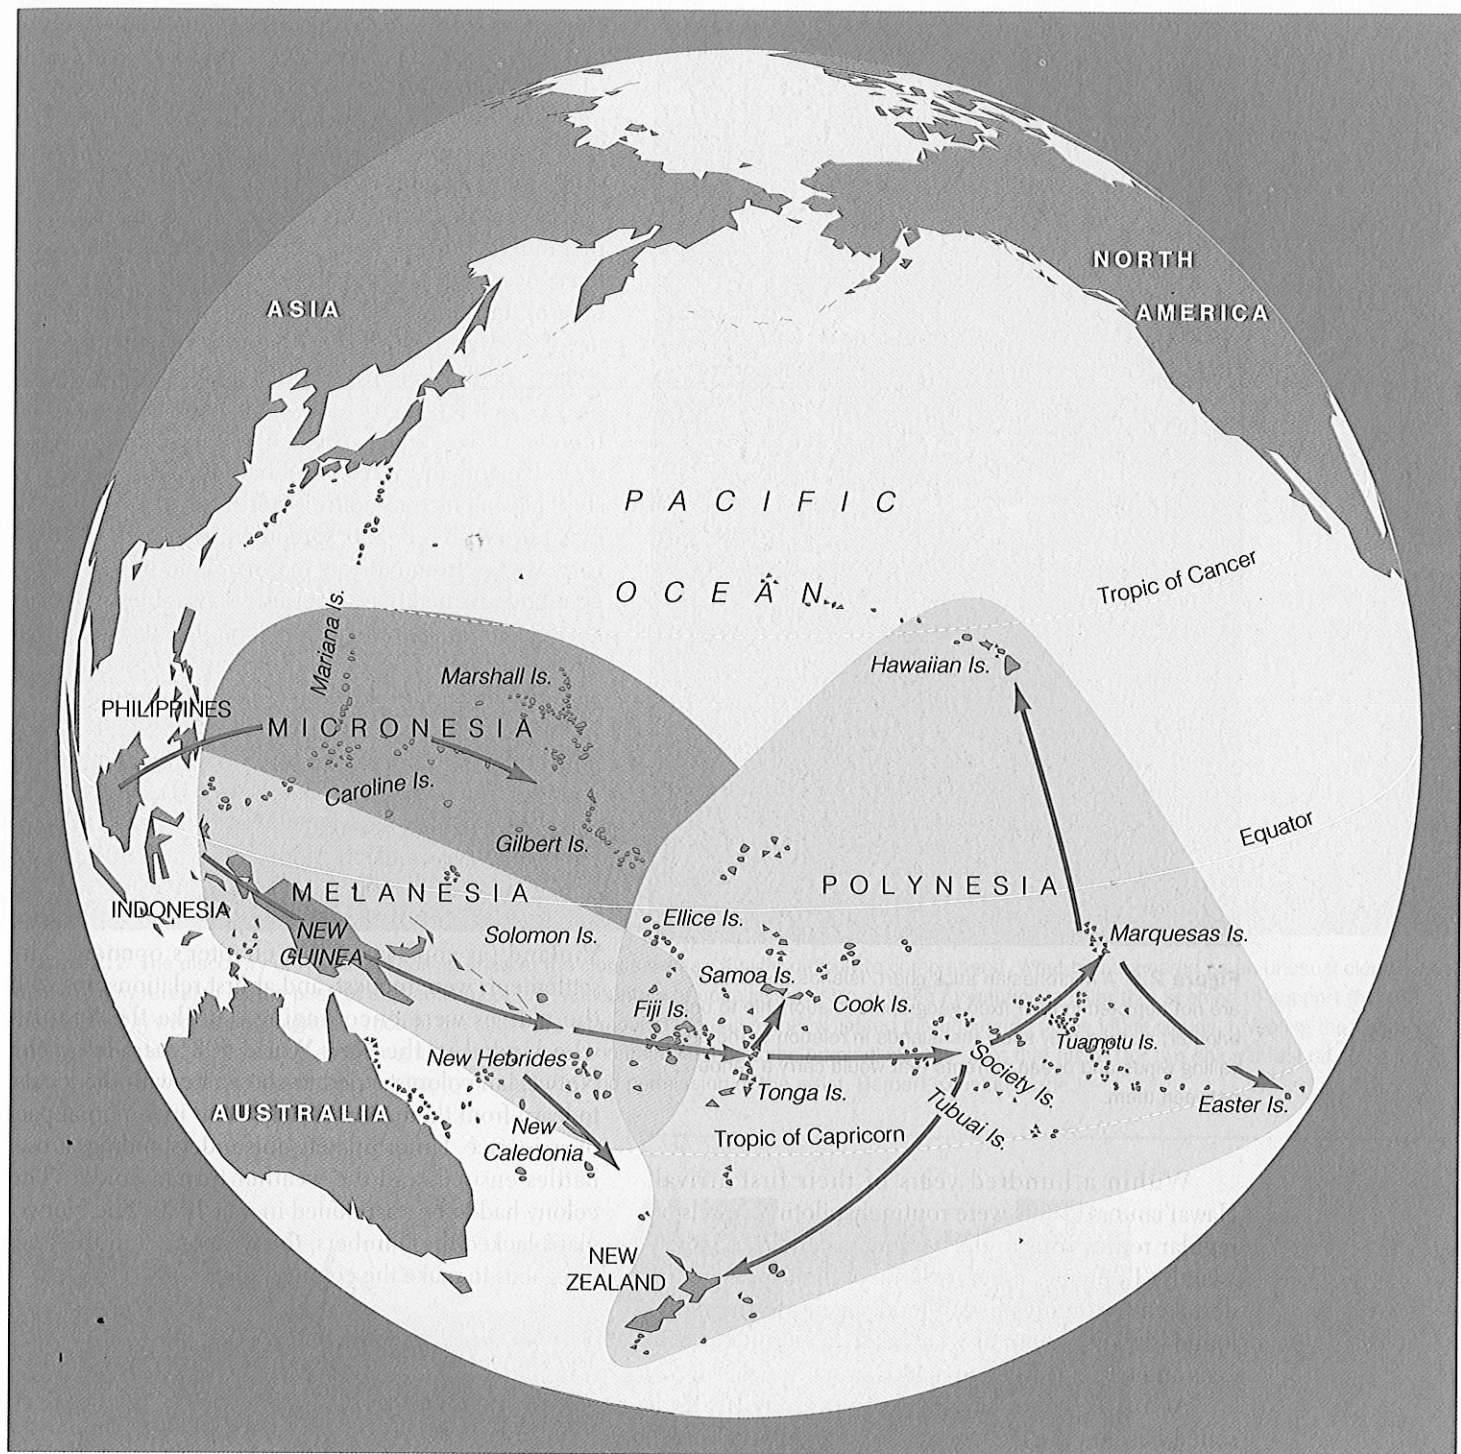 ASIA
NORTH
AMERICA
PACIFIC
OCEAN
Tropic of Cancer
Mariana Is.
Hawaiian Is.
Marshall Is.
PHILIPPINES
MICRONESIA
Caroline Is.
Equator
Gilbert Is.
MELANESIA
POLYNESIA
INDONESIA
NEW
GUINEA
Ellice Is.
Solomon Is.
Marquesas Is.
Samoa Is.
Cook Is.
Fiji Is.
Tuamotu Is.
New Hebrides
Society Is.
Tonga Is.
Easter Is.
AUSTRALIA
Tubuai Is.
New
Caledonia
Tropic of Capricorn
NEW
ZEALAND